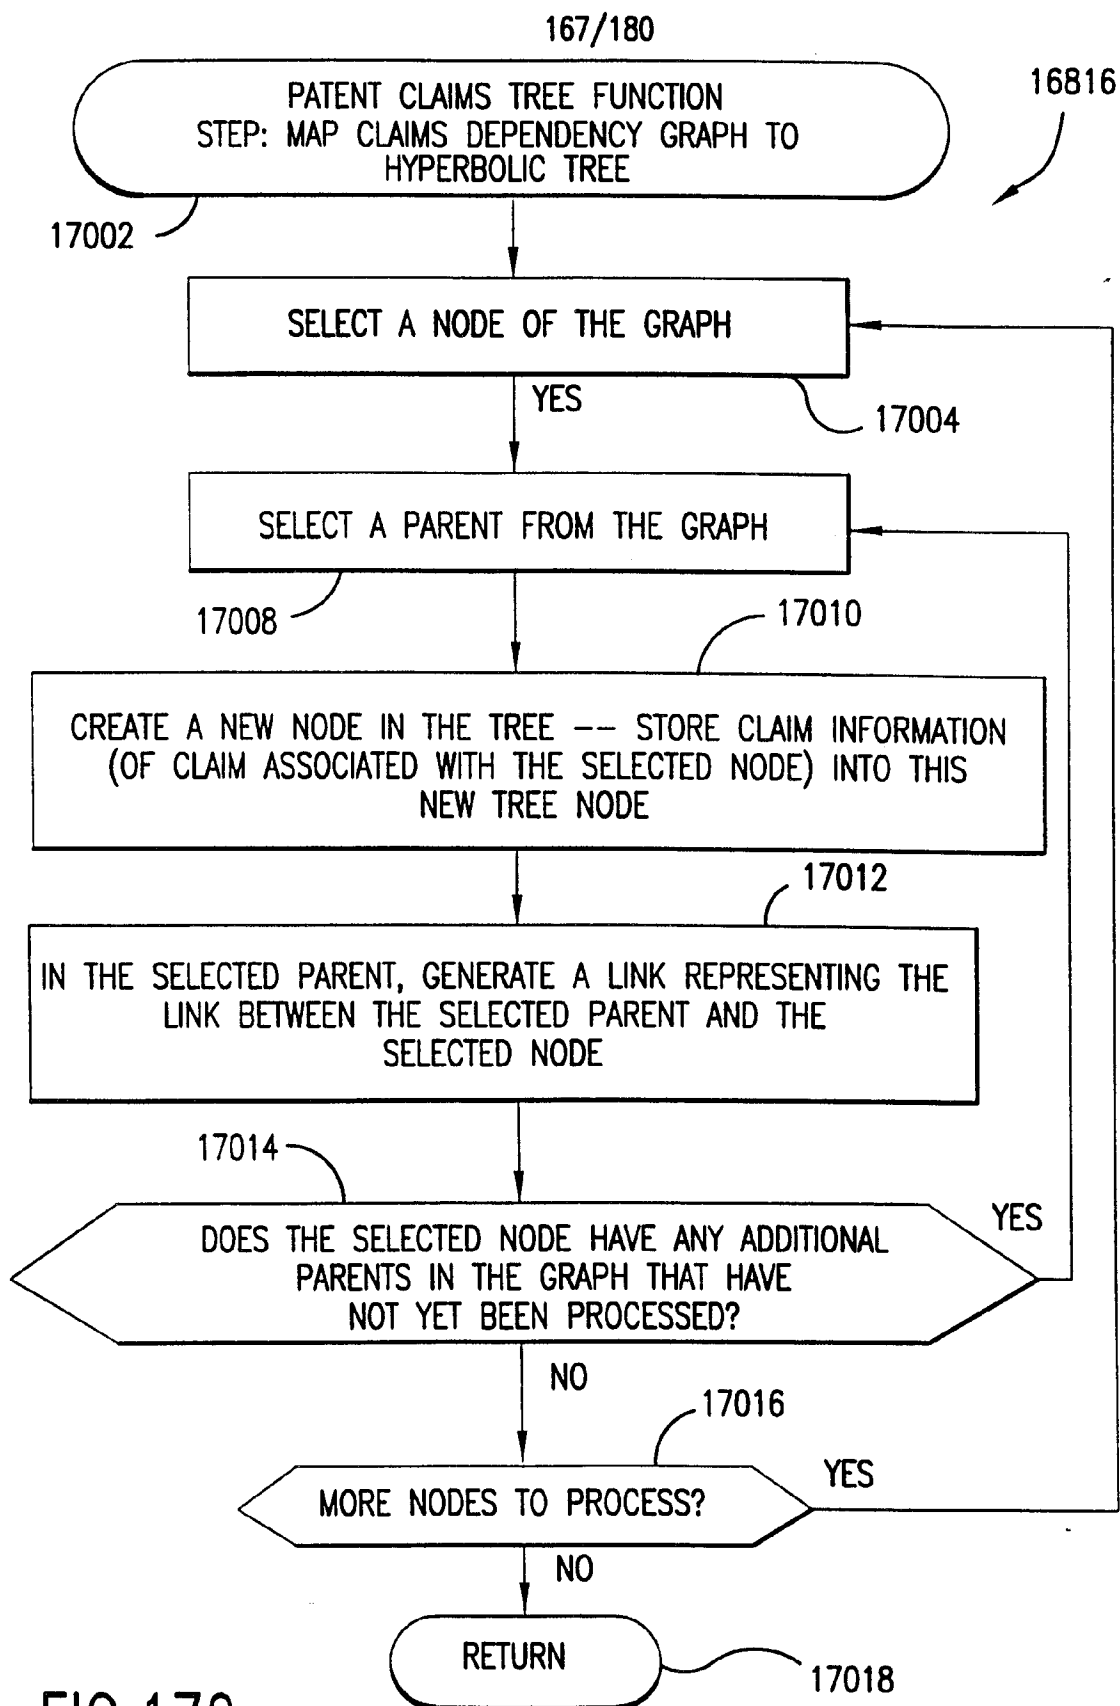 167/180
PATENT CLAIMS TREE FUNCTION
STEP: MAP CLAIMS DEPENDENCY GRAPH TO
HYPERBOLIC TREE
16816
17002
SELECT A NODE OF THE GRAPH
YES
17004
SELECT A PARENT FROM THE GRAPH
17008
17010
CREATE A NEW NODE IN THE TREE -- STORE CLAIM INFORMATION
(OF CLAIM ASSOCIATED WITH THE SELECTED NODE) INTO THIS
NEW TREE NODE
17012
IN THE SELECTED PARENT, GENERATE A LINK REPRESENTING THE
LINK BETWEEN THE SELECTED PARENT AND THE
SELECTED NODE
17014
YES
DOES THE SELECTED NODE HAVE ANY ADDITIONAL
PARENTS IN THE GRAPH THAT HAVE
NOT YET BEEN PROCESSED?
NO
17016
YES
MORE NODES TO PROCESS?
NO
RETURN
17018